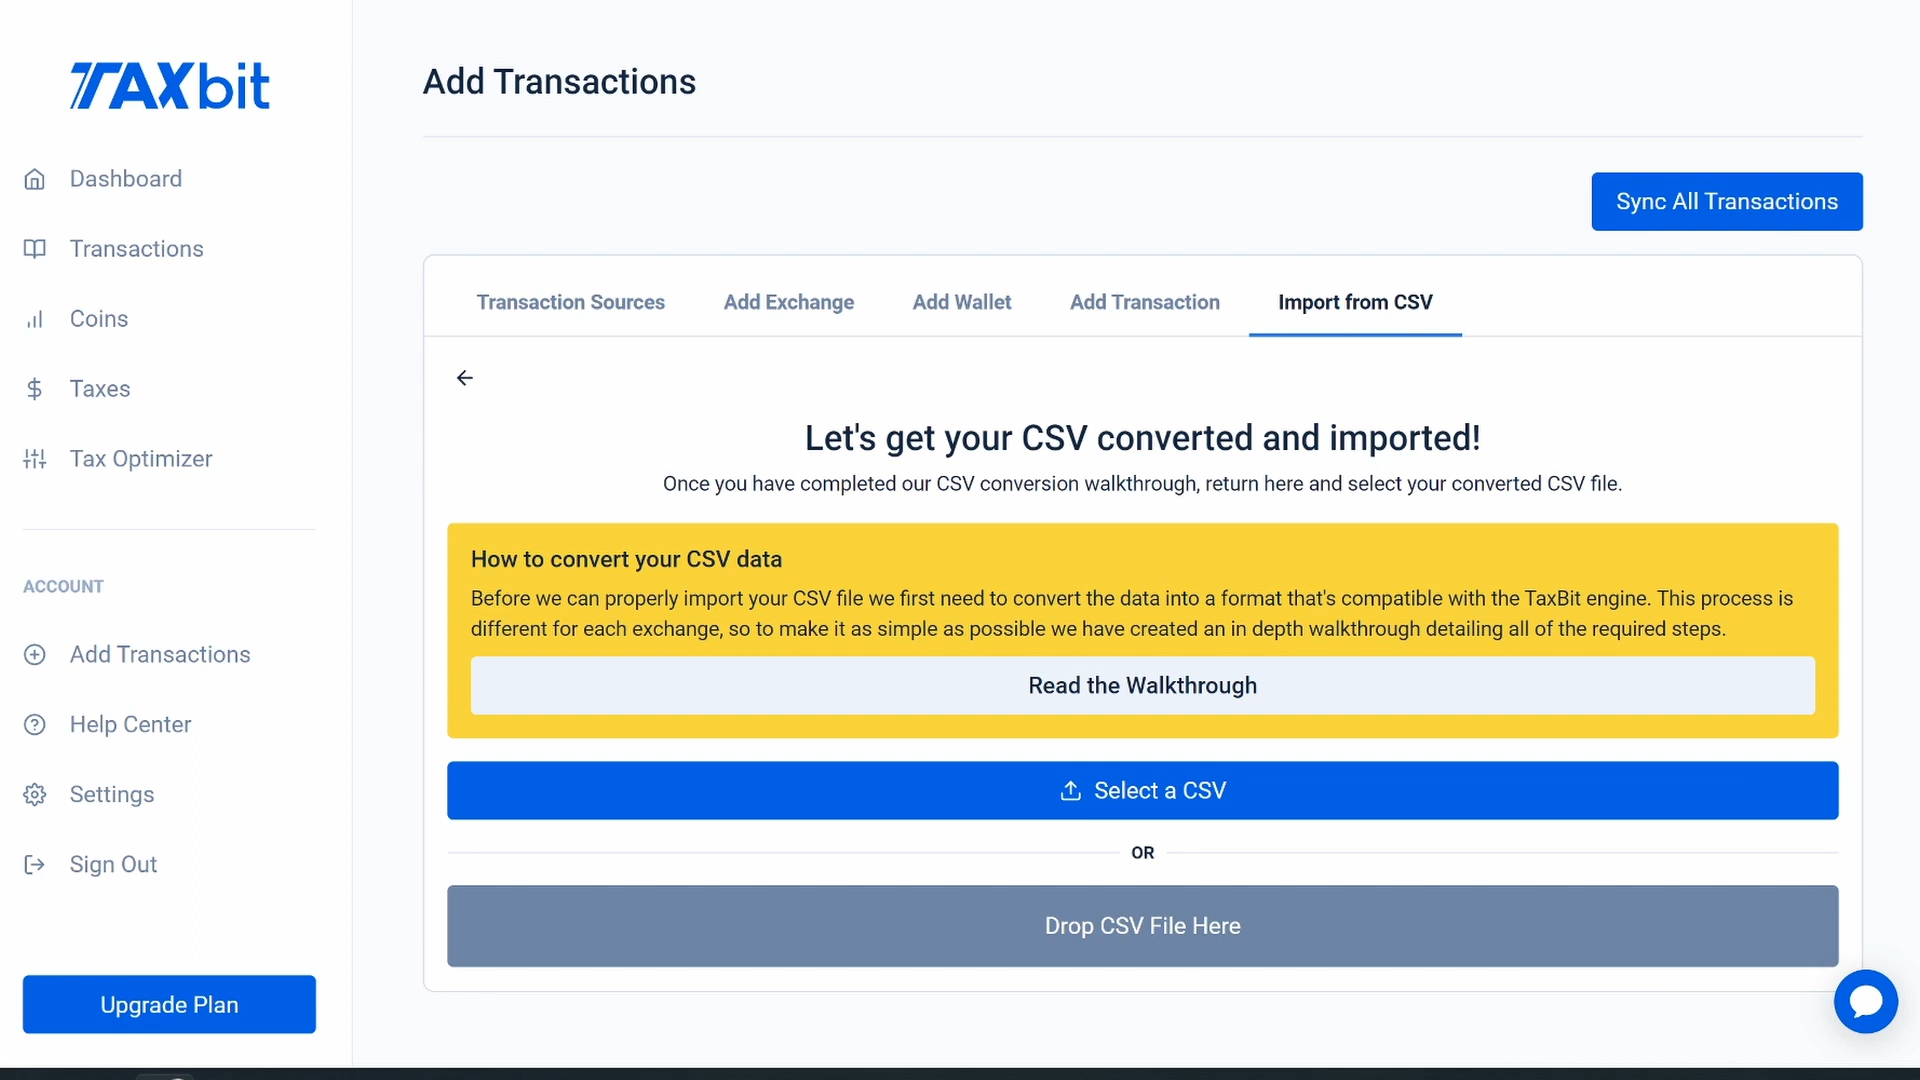 TAXbit
Dashboard
Transactions
Coins
Taxes
Tax Optimizer
ACCOUNT
Add Transactions
Help Center
Settings
Sign Out
Upgrade Plan
Add Transactions
Sync All Transactions
Transaction Sources
Add Exchange
Add Wallet
Add Transaction
Import from CSV
Let's get your CSV converted and imported!
Once you have completed our CSV conversion walkthrough, return here and select your converted CSV file.
How to convert your CSV data
Before we can properly import your CSV file we first need to convert the data into a format that's compatible with the TaxBit engine. This process is
different for each exchange, so to make it as simple as possible we have created an in depth walkthrough detailing all of the required steps.
Read the Walkthrough
Select a CSV
OR
Drop CSV File Here